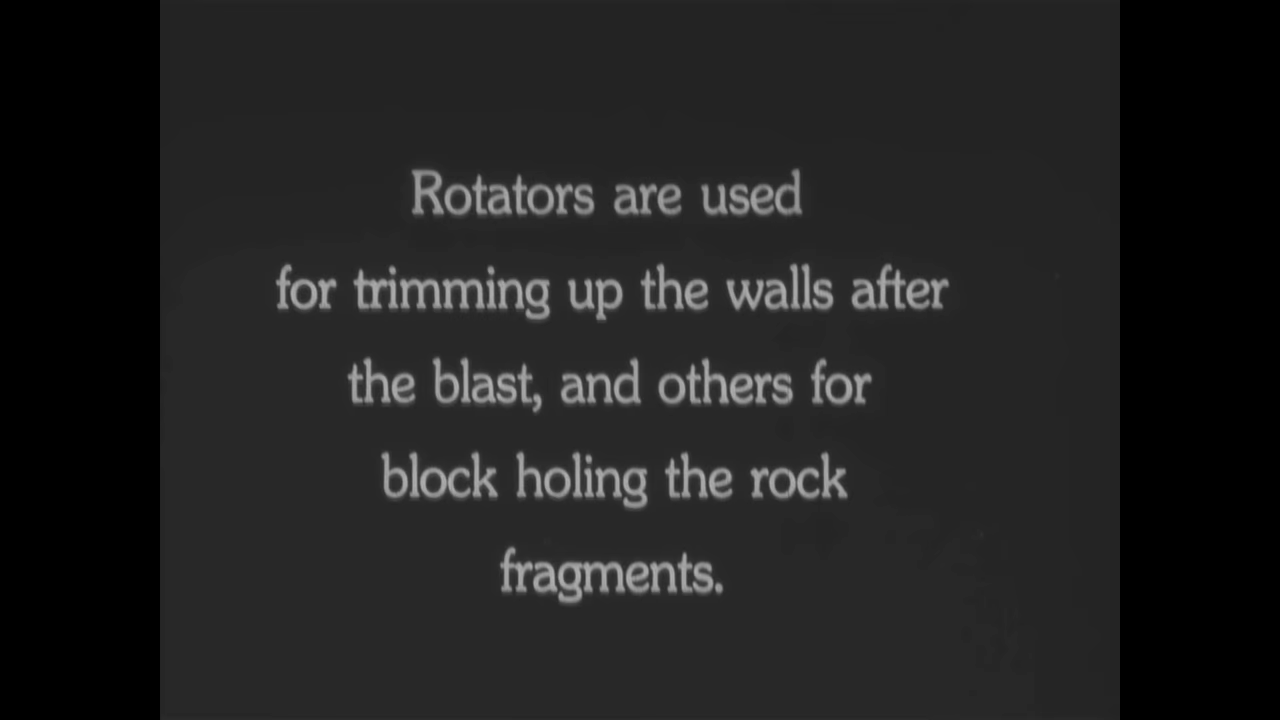 Rotators are used
for trimming up the walls after
the blast, and others for
block holing the rock
fragments.